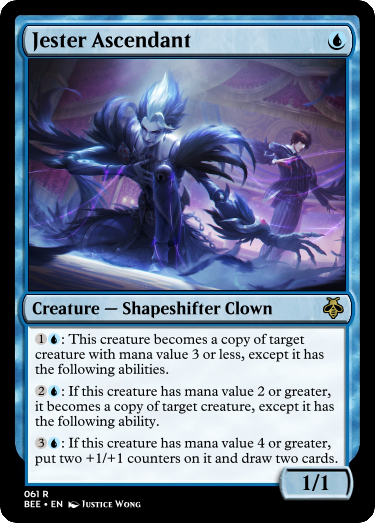 Jester Ascendant
Creature — Shapeshifter Clown
1: This creature becomes a copy of target
creature with mana value 3 or less, except it has
the following abilities.
2: If this creature has mana value 2 or greater,
it becomes a copy of target creature, except it has
the following ability.
3: If this creature has mana value 4 or greater,
put two +1/+1 counters on it and draw two cards.
1/1
061 R
BEE • EN Justice Wong